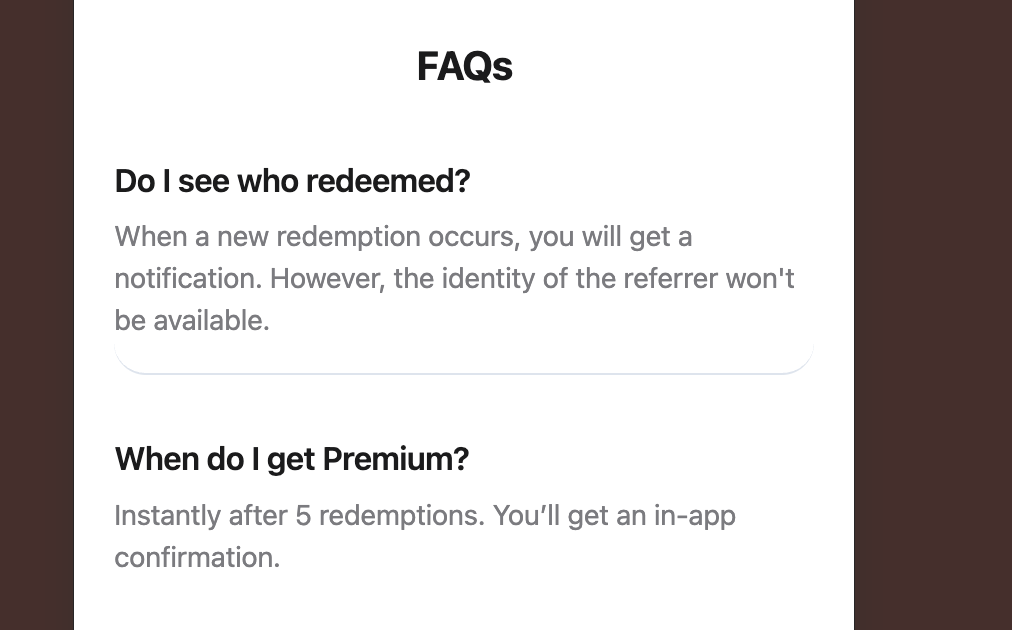 FAQs
Do I see who redeemed?
When a new redemption occurs, you will get a
notification. However, the identity of the referrer won't
be available.
When do I get Premium?
Instantly after 5 redemptions. You’ll get an in-app
confirmation.